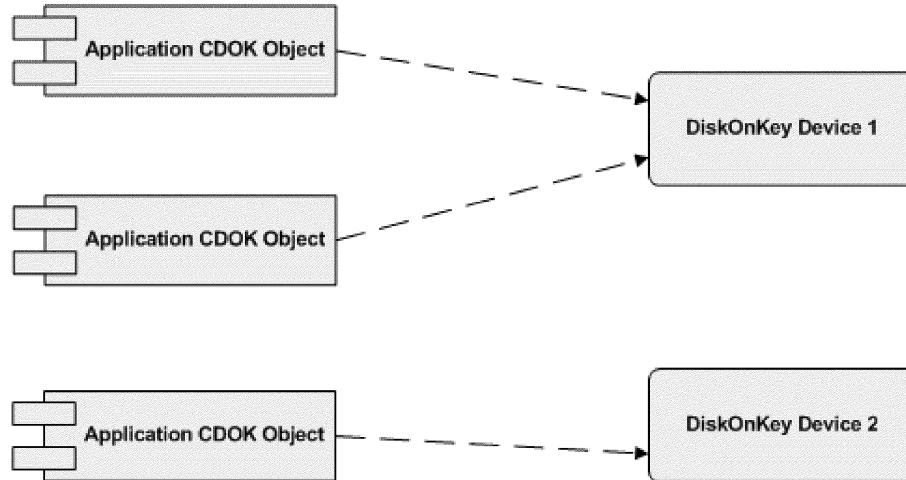 Application CDOK Object
DiskOnKey Device 1
Application CDOK Object
Application CDOK Object
DiskOnKey Device 2